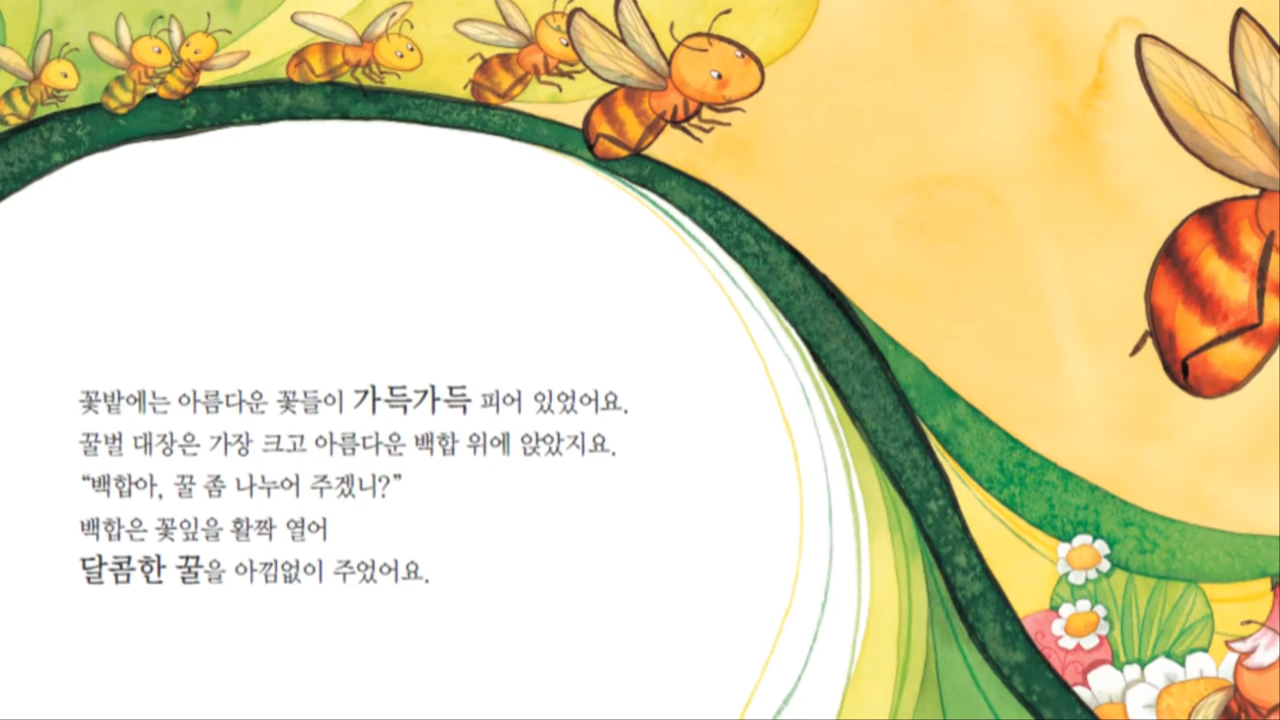 꽃밭에는 아름다운 꽃들이 가득가득 피어 있었어요.
꿀벌 대장은 가장 크고 아름다운 백합 위에 앉았지요.
“백합아, 꿀 좀 나누어 주겠니?”
백합은 꽃잎을 활짝 열어
달콤한 꿀을 아낌없이 주었어요.